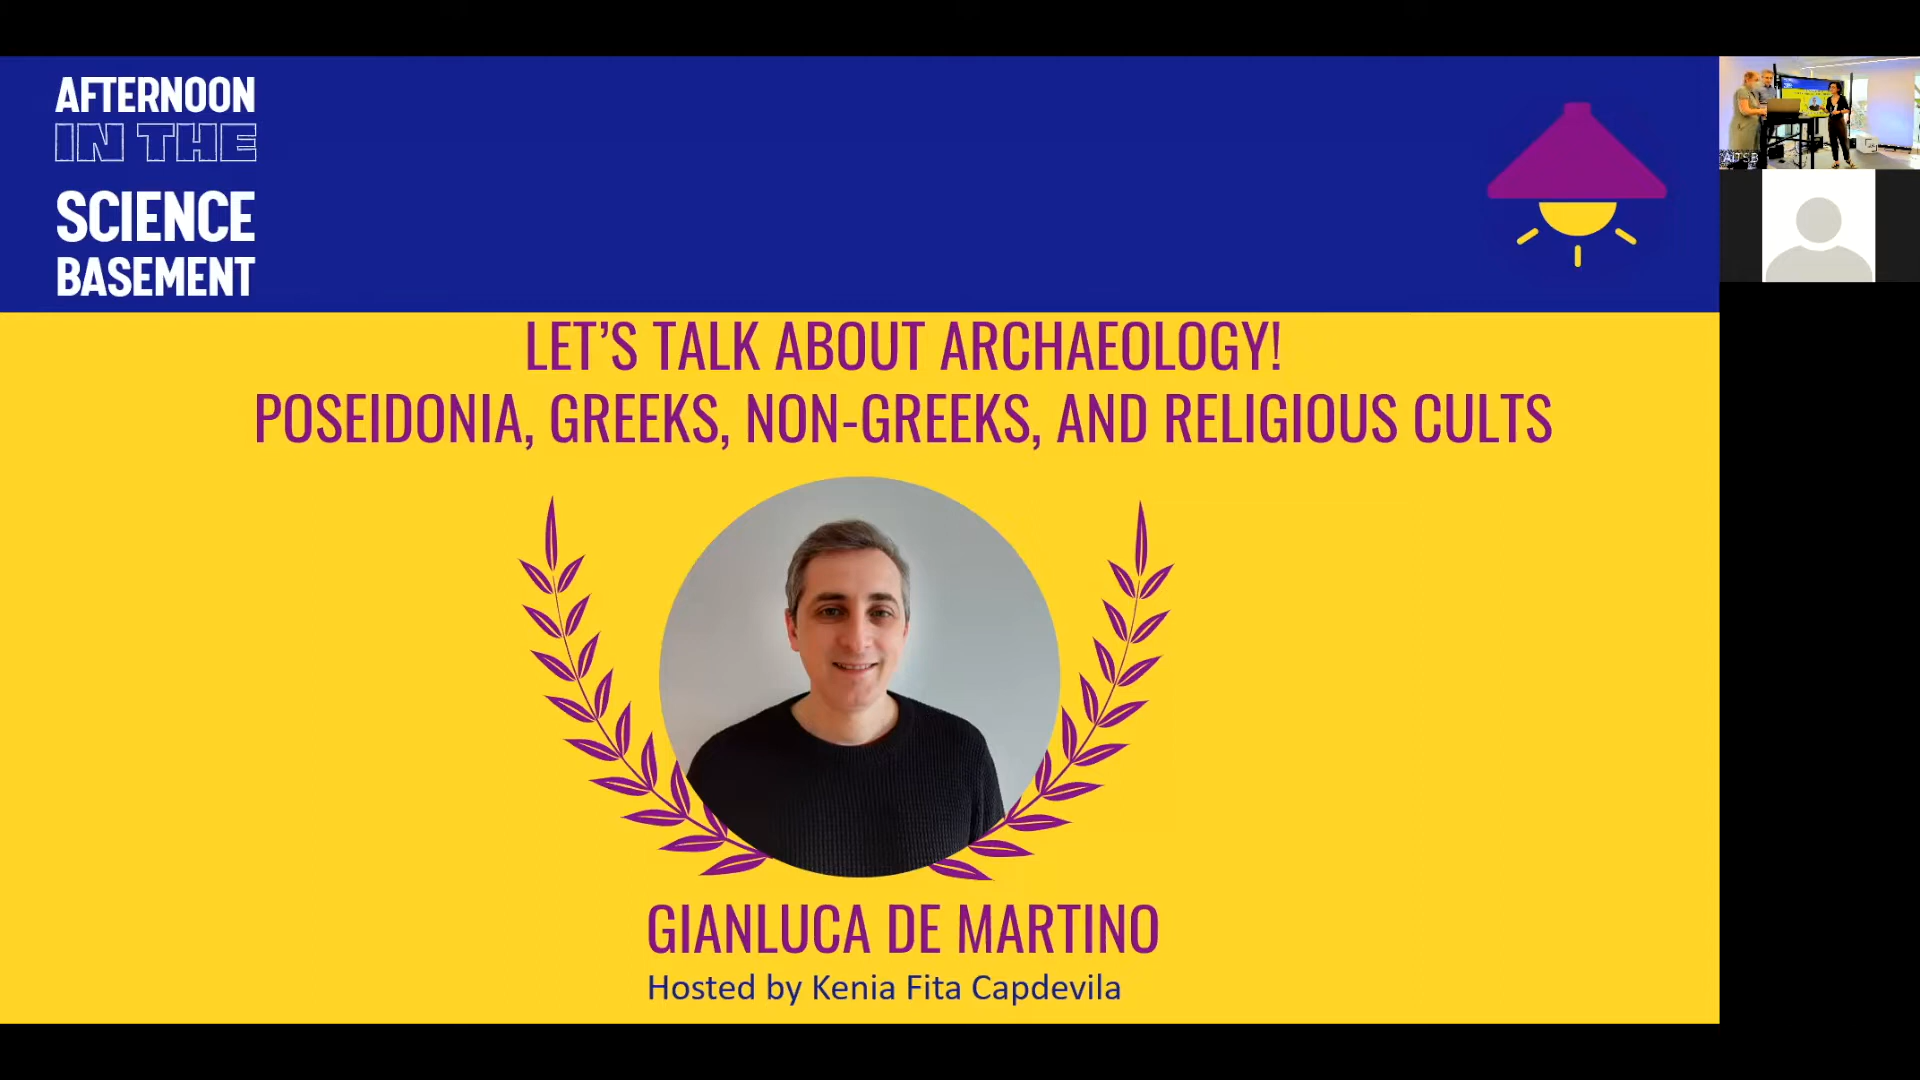 AFTERNOON
IN THE
SCIENCE
BASEMENT
LET'S TALK ABOUT ARCHAEOLOGY!
POSEIDONIA, GREEKS, NON-GREEKS, AND RELIGIOUS CULTS
GIANLUCA DE MARTINO
Hosted by Kenia Fita Capdevila
AITSB